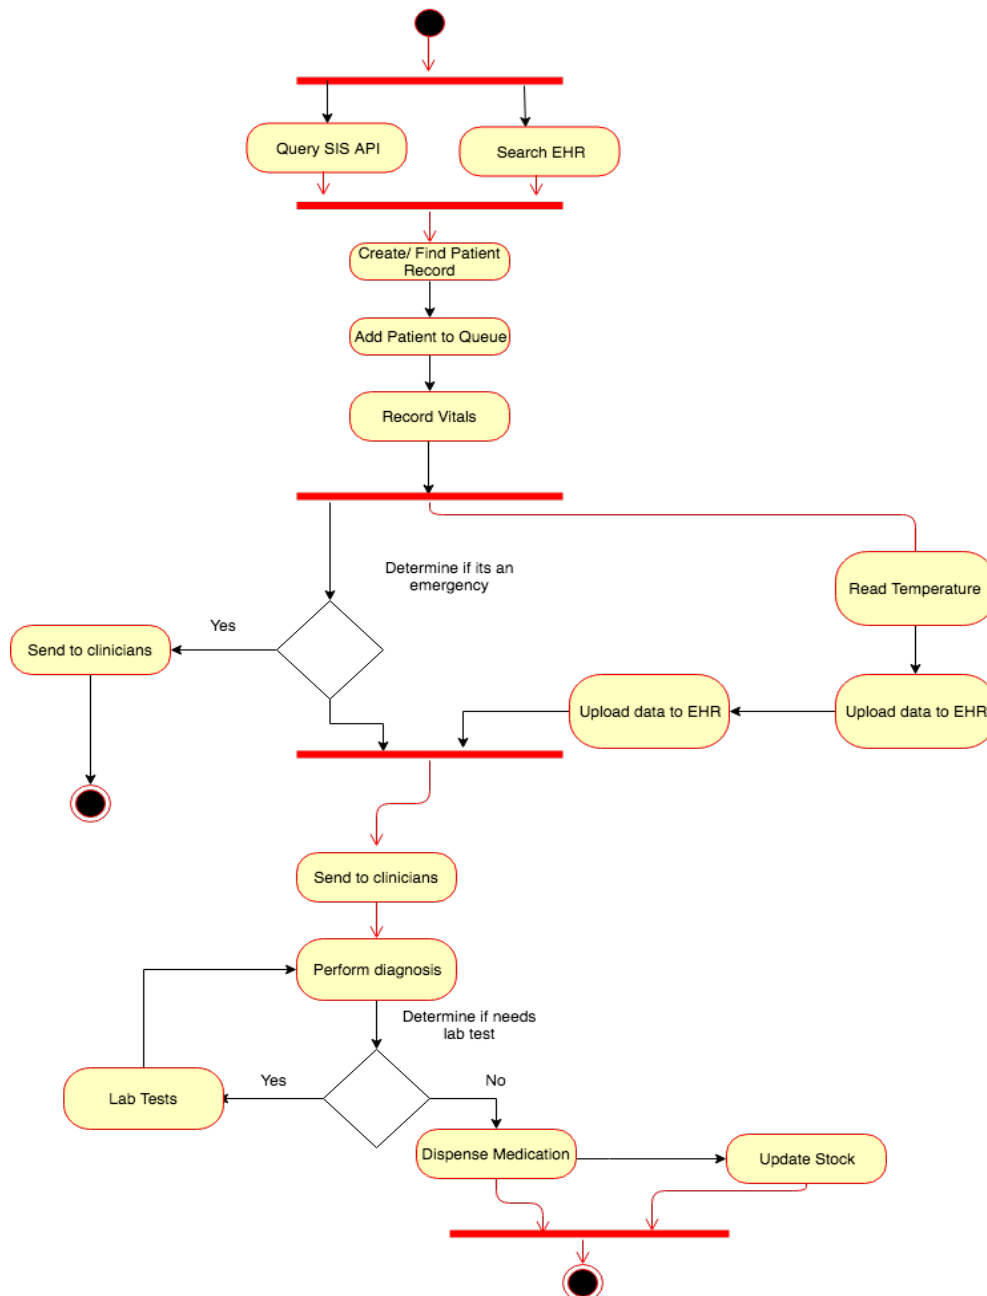 Query SIS API
Search EHR
Create/ Find Patient
Record
Add Patient to Queue
Record Vitals
Determine if its an
emergency
Read Temperature
Yes
Send to clinicians
Upload data to EHR
Upload data to EHR
Send to clinicians
Perform diagnosis
Determine if needs
lab test
Yes
No
Lab Tests
Dispense Medication
Update Stock